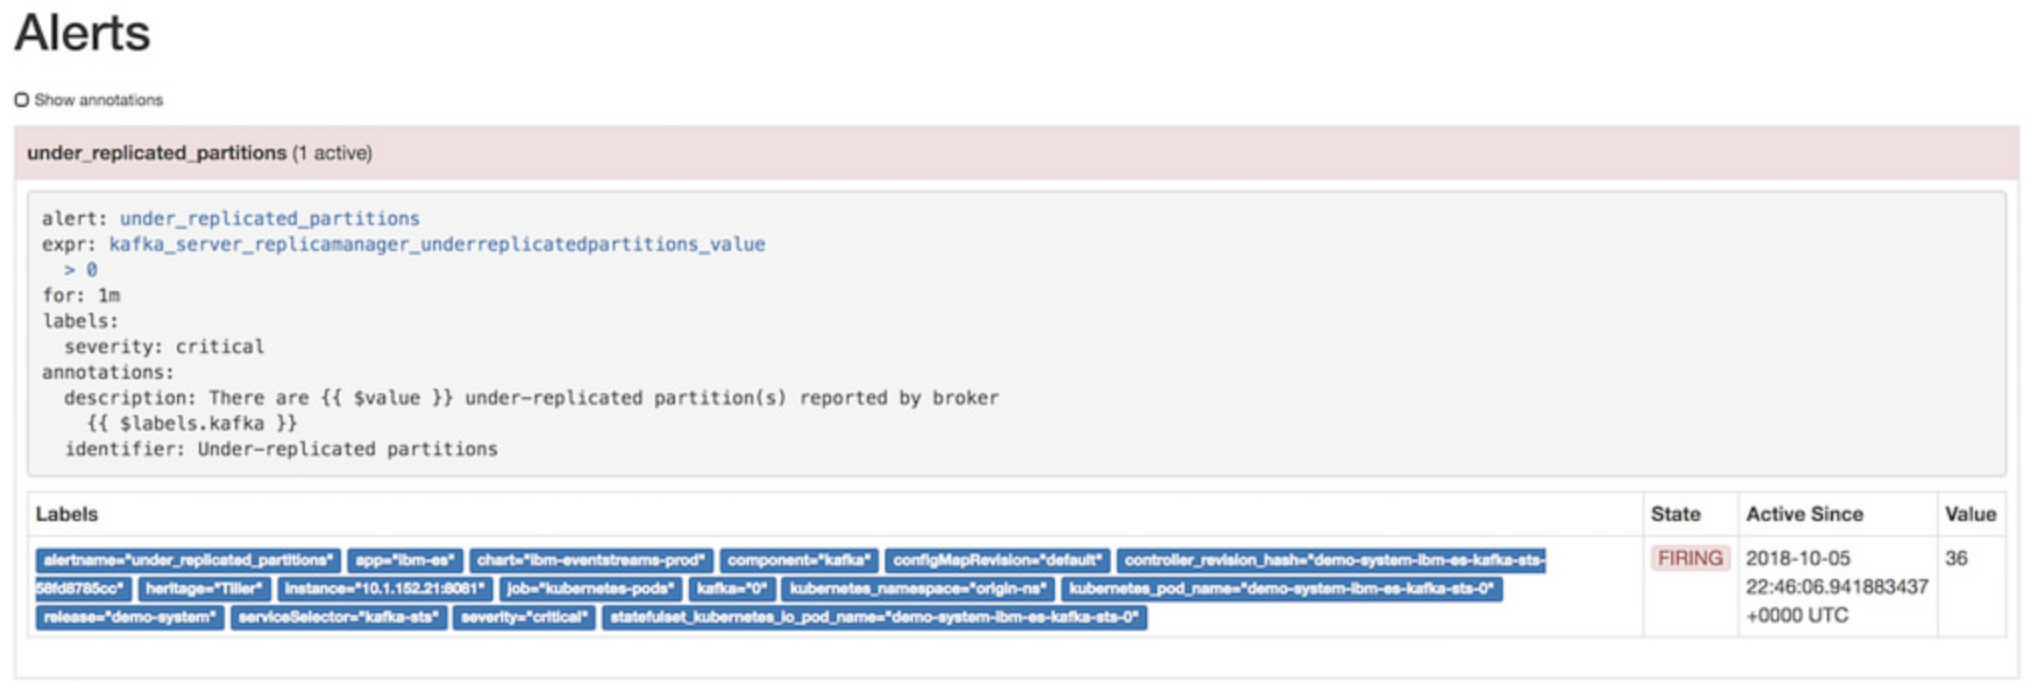 Alerts
Show annotations
under_replicated_partitions (1 active)
alert: under_replicated_partitions
expr: kafka_server_replicamanager_underreplicatedpartitions_value
> 0
for: 1m
labels:
severity: critical
annotations:
description: There are {{ $value }} under-replicated partition(s) reported by broker
{{ $labels.kafka }}
identifier: Under-replicated partitions
Labels State Active Since Value
alertname="under_replicated_partitions" app="ibm-es" chart="ibm-eventstreams-prod" component="kafka" configMapRevision="default" controller_revision_hash="demo-system-ibm-es-kafka-sts- FIRING 2018-10-05 36
58fd8785cc" heritage="Tiller" instance="10.1.152.21:8081" job="kubernetes-pods" kafka="0" kubernetes_namespace="origin-ns" kubernetes_pod_name="demo-system-ibm-es-kafka-sts-0" 22:46:06.941883437
release="demo-system" serviceSelector="kafka-sts" severity="critical" statefulset_kubernetes_io_pod_name="demo-system-ibm-es-kafka-sts-0" +0000 UTC